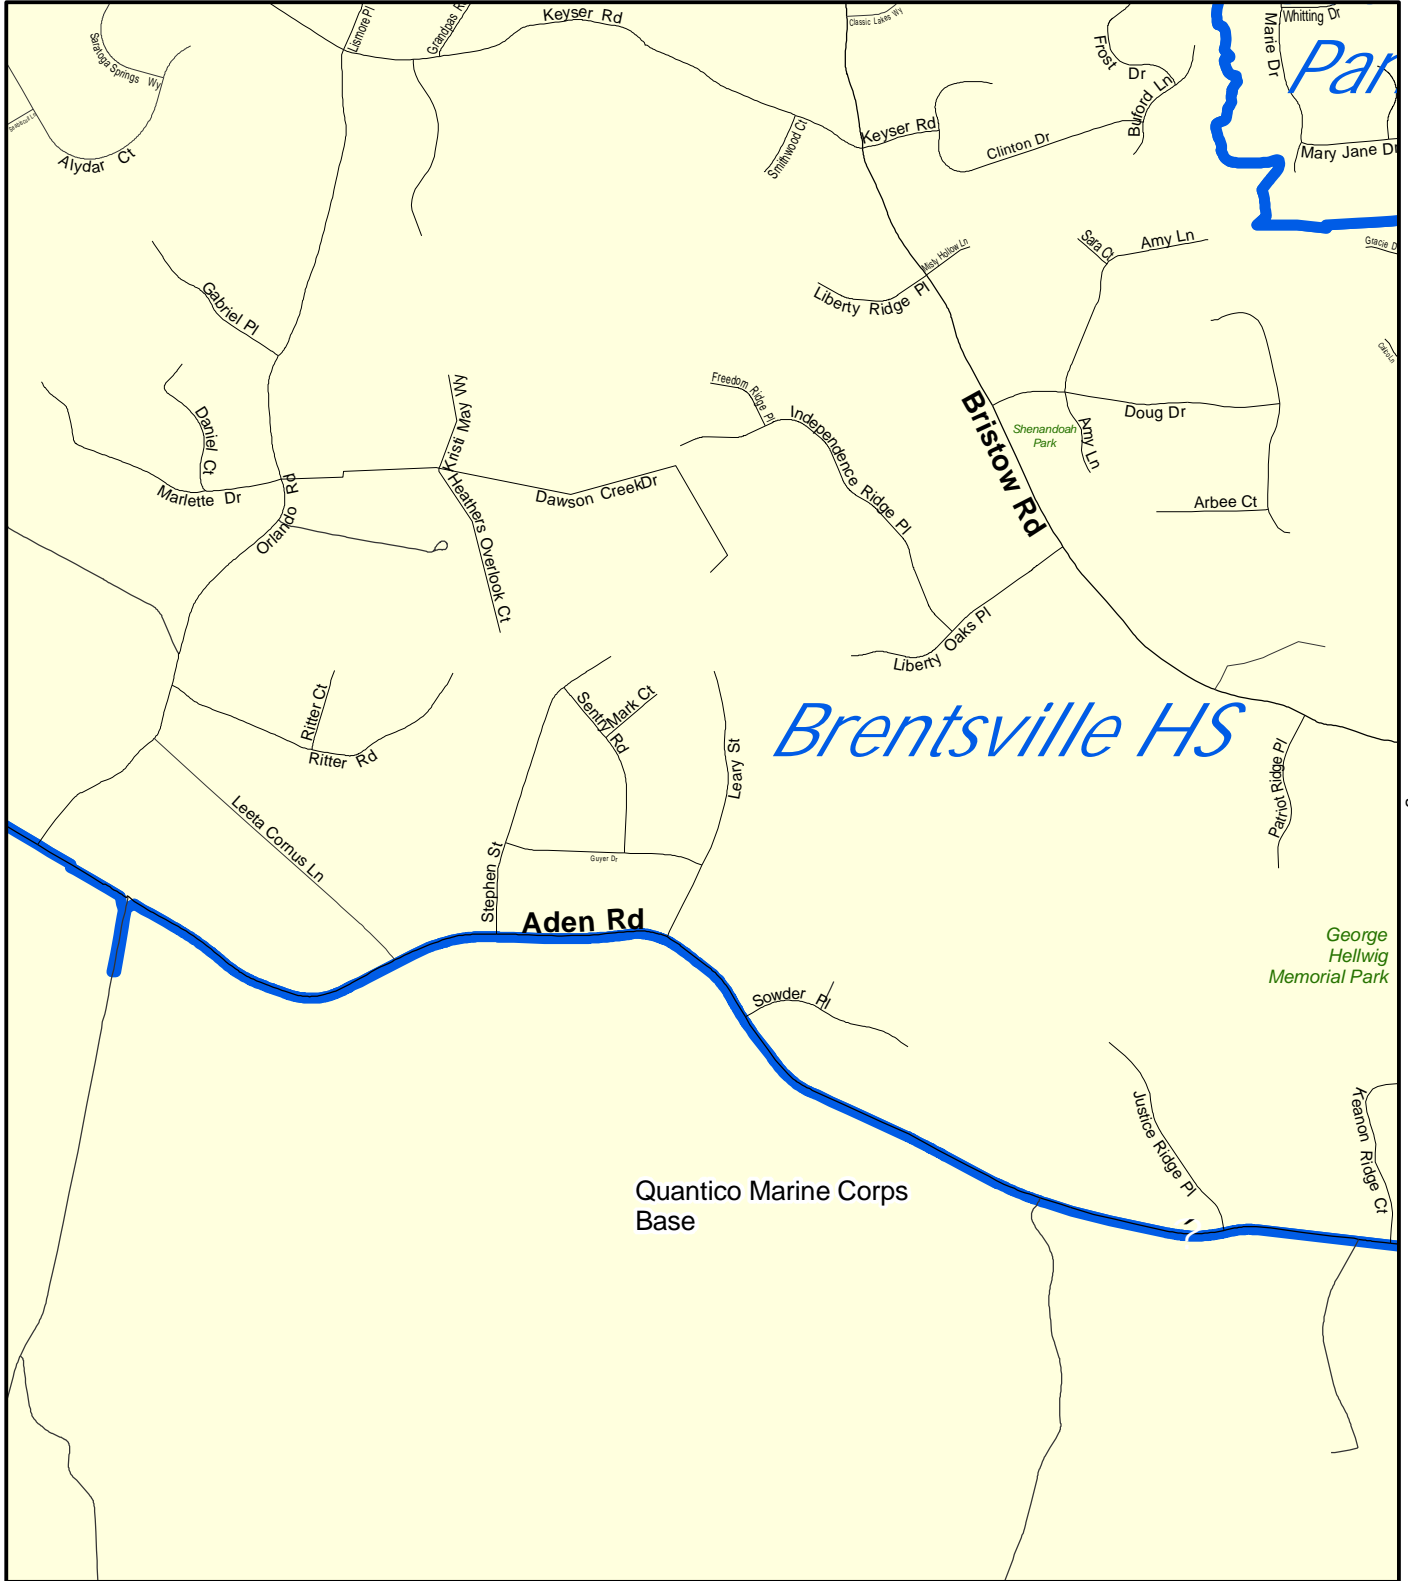 Keyser Rd
Lismore Pl
Grandpas R
Classic Lakes Wy
Whitting Dr
Marie Dr
Par
Frost
Dr
Buford Ln
Saratoga Springs Wy
Alydar Ct
Smithwood Ct
Keyser Rd
Clinton Dr
Mary Jane Dr
Sara Ct
Amy Ln
Gracie D
Misty Hollow Ln
Liberty Ridge Pl
Gabriel Pl
Freedom Ridge Pl
Kristi May Wy
Daniel Ct
Independence Ridge Pl
Bristow Rd
Doug Dr
Shenandoah
Park
Amy Ln
Marlette Dr
Orlando Rd
Heathers Overlook Ct
Dawson Creek Dr
Arbee Ct
Liberty Oaks Pl
Ritter Ct
Ritter Rd
Sentry Rd
Mark Ct
Leary St
Brentsville HS
Patriot Ridge Pl
Leeta Cornus Ln
Stephen St
Guyer Dr
Aden Rd
George
Hellwig
Memorial Park
Sowder Pl
Justice Ridge Pl
Keanon Ridge Ct
Quantico Marine Corps
Base